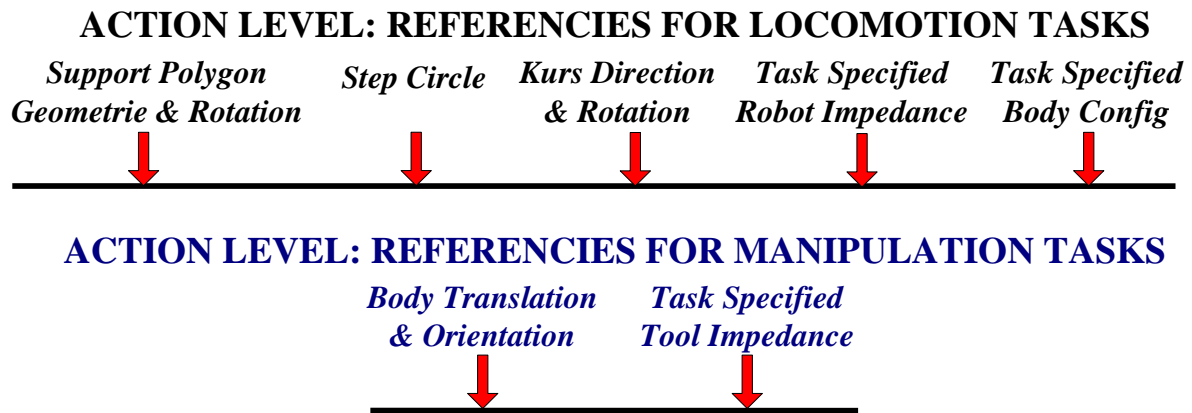 ACTION LEVEL: REFERENCIES FOR LOCOMOTION TASKS
Support Polygon
Geometrie & Rotation
Step Circle
Kurs Direction
& Rotation
Task Specified
Robot Impedance
Task Specified
Body Config
ACTION LEVEL: REFERENCIES FOR MANIPULATION TASKS
Body Translation
& Orientation
Task Specified
Tool Impedance